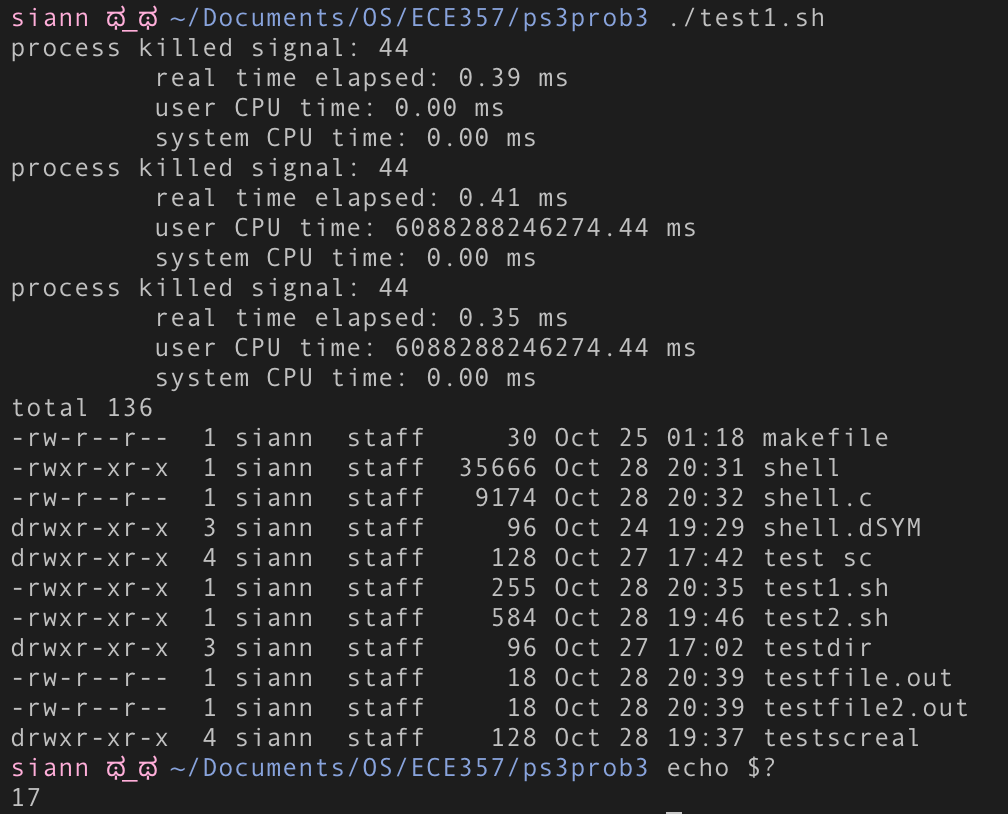 siann ಥ_ಥ ~/Documents/OS/ECE357/ps3prob3 ./test1.sh
process killed signal: 44
real time elapsed: 0.39 ms
user CPU time: 0.00 ms
system CPU time: 0.00 ms
process killed signal: 44
real time elapsed: 0.41 ms
user CPU time: 6088288246274.44 ms
system CPU time: 0.00 ms
process killed signal: 44
real time elapsed: 0.35 ms
user CPU time: 6088288246274.44 ms
system CPU time: 0.00 ms
total 136
-rw-r--r-- 1 siann staff 30 Oct 25 01:18 makefile
-rwxr-xr-x 1 siann staff 35666 Oct 28 20:31 shell
-rw-r--r-- 1 siann staff 9174 Oct 28 20:32 shell.c
drwxr-xr-x 3 siann staff 96 Oct 24 19:29 shell.dSYM
drwxr-xr-x 4 siann staff 128 Oct 27 17:42 test sc
-rwxr-xr-x 1 siann staff 255 Oct 28 20:35 test1.sh
-rwxr-xr-x 1 siann staff 584 Oct 28 19:46 test2.sh
drwxr-xr-x 3 siann staff 96 Oct 27 17:02 testdir
-rw-r--r-- 1 siann staff 18 Oct 28 20:39 testfile.out
-rw-r--r-- 1 siann staff 18 Oct 28 20:39 testfile2.out
drwxr-xr-x 4 siann staff 128 Oct 28 19:37 testscreal
siann ಥ_ಥ ~/Documents/OS/ECE357/ps3prob3 echo $?
17